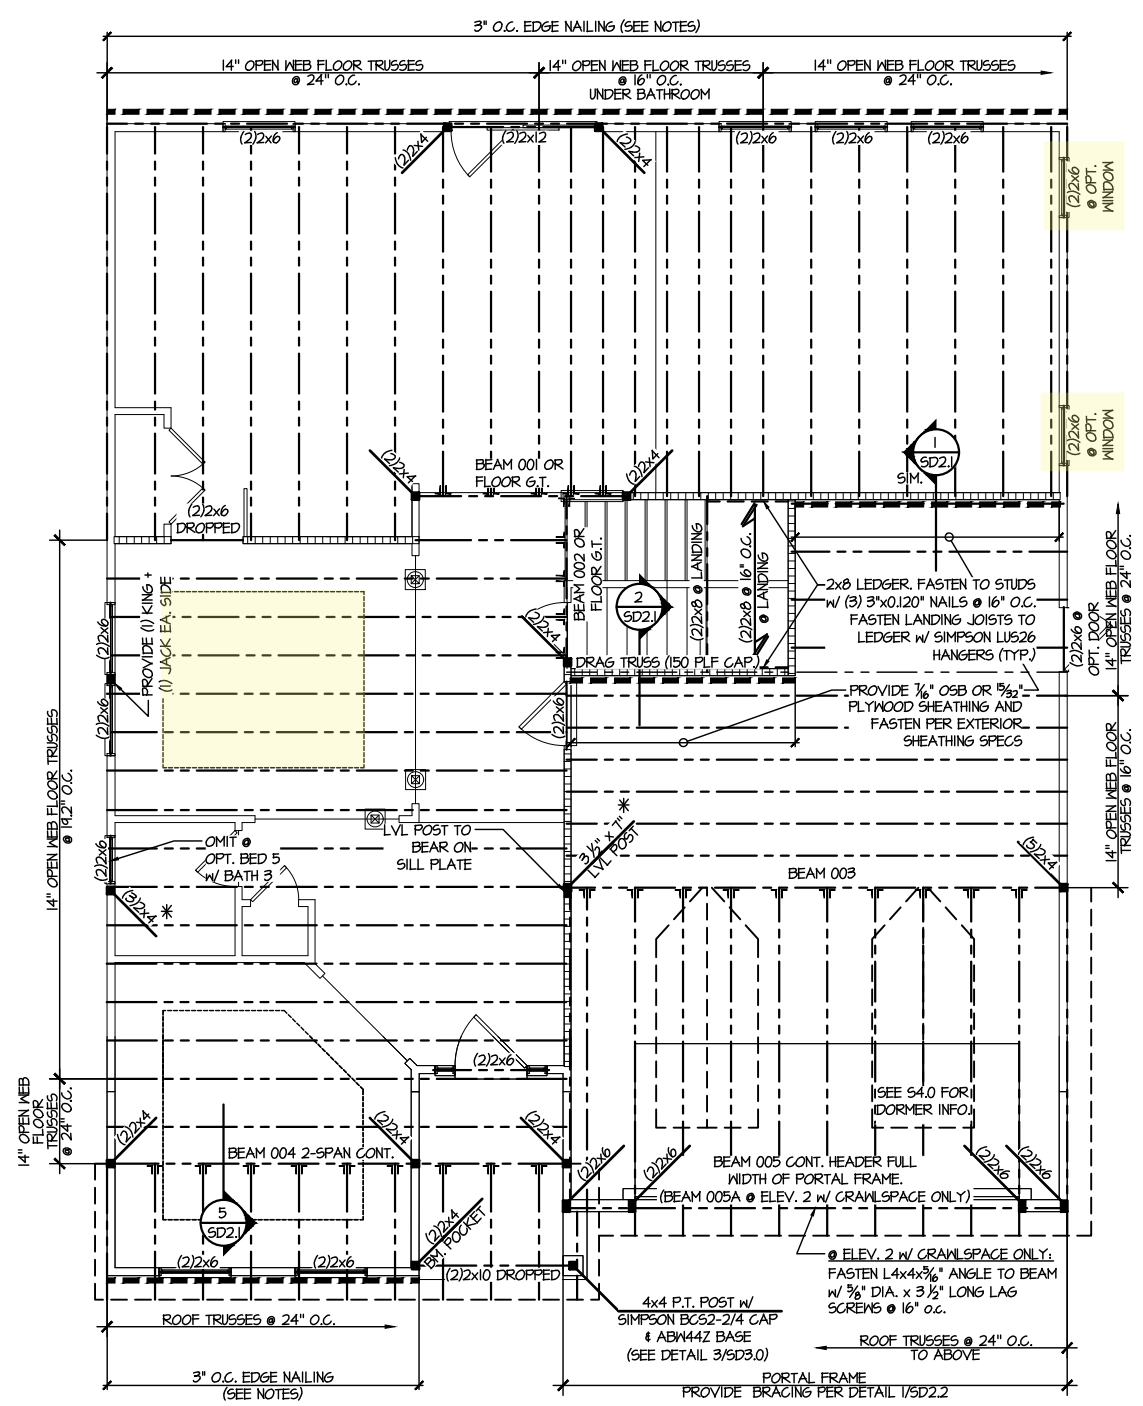 3" O.C. EDGE NAILING (SEE NOTES)
14" OPEN WEB FLOOR TRUSSES
@ 24" O.C.
14" OPEN WEB FLOOR TRUSSES
@ 16" O.C.
UNDER BATHROOM
14" OPEN WEB FLOOR TRUSSES
@ 24" O.C.
(2)2x6
(2)2x4
(2)2x12
(2)2x4
(2)2x6
(2)2x6
(2)2x6
(2)2x6
@ OPT.
WINDOW
(2)2x6
@ OPT.
WINDOW
(2)2x4
BEAM 001 OR
FLOOR G.T.
(2)2x4
1
SD2.1
SIM.
(2)2x6
DROPPED
BEAM 002 OR
FLOOR G.T.
(2)2x8 @ LANDING
(2)2x8 @ 16" O.C.
@ LANDING
2
SD2.1
(2)2x4
DRAG TRUSS (150 PLF CAP.)
2x8 LEDGER. FASTEN TO STUDS
w/ (3) 3"x0.120" NAILS @ 16" O.C.
FASTEN LANDING JOISTS TO
LEDGER w/ SIMPSON LUS26
HANGERS (TYP.)
(2)2x6 @
OPT. DOOR
14" OPEN WEB FLOOR
TRUSSES @ 24" O.C.
PROVIDE (1) KING +
(1) JACK EA. SIDE
(2)2x6
(2)2x6
(2)2x6
PROVIDE 7/16" OSB OR 15/32"
PLYWOOD SHEATHING AND
FASTEN PER EXTERIOR
SHEATHING SPECS
14" OPEN WEB FLOOR
TRUSSES @ 16" O.C.
14" OPEN WEB FLOOR TRUSSES
@ 19.2" O.C.
(2)2x6
OMIT @
OPT. BED 5
w/ BATH 3
LVL POST TO
BEAR ON
SILL PLATE
3 1/2" x 7" *
LVL POST
(5)2x4
BEAM 003
(3)2x4 *
(2)2x6
SEE S4.0 FOR
DORMER INFO.
14" OPEN WEB
FLOOR
TRUSSES
@ 24" O.C.
(2)2x4
(2)2x4
(2)2x4
BEAM 004 2-SPAN CONT.
(2)2x6
(2)2x6
BEAM 005 CONT. HEADER FULL
WIDTH OF PORTAL FRAME.
(BEAM 005A @ ELEV. 2 w/ CRAWLSPACE ONLY)
(2)2x6
(2)2x6
5
SD2.1
(2)2x4
BM. POCKET
(2)2x6
(2)2x6
(2)2x10 DROPPED
@ ELEV. 2 w/ CRAWLSPACE ONLY:
FASTEN L4x4x5/16" ANGLE TO BEAM
w/ 5/8" DIA. x 3 1/2" LONG LAG
SCREWS @ 16" o.c.
4x4 P.T. POST w/
SIMPSON BCS2-2/4 CAP
& ABW44Z BASE
(SEE DETAIL 3/SD3.0)
ROOF TRUSSES @ 24" O.C.
ROOF TRUSSES @ 24" O.C.
TO ABOVE
3" O.C. EDGE NAILING
(SEE NOTES)
PORTAL FRAME
PROVIDE BRACING PER DETAIL 1/SD2.2